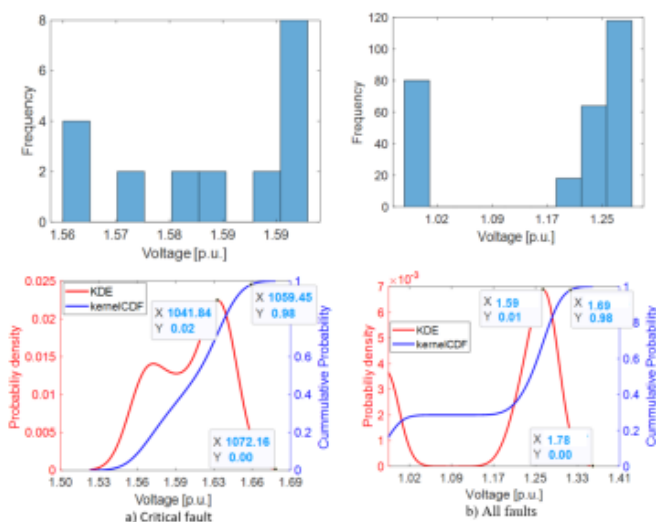 8
6
4
2
0
Frequency
1.56 1.57 1.58 1.59 1.59
Voltage [p.u.]
120
100
80
60
40
20
0
Frequency
1.02 1.09 1.17 1.25
Voltage [p.u.]
0.025
0.02
0.015
0.01
0.005
0
Probabiliy density
KDE
kernelCDF
X 1041.84
Y 0.02
X 1059.45
Y 0.98
X 1072.16
Y 0.00
1
0.8
0.6
0.4
0.2
0
Cummulative Probability
1.50 1.53 1.56 1.59 1.63 1.66 1.69
Voltage [p.u.]
a) Critical fault
×10-3
7
6
5
4
3
2
1
0
Probabiliy density
KDE
kernelCDF
X 1.59
Y 0.01
X 1.69
Y 0.98
X 1.78
Y 0.00
1
0.8
0.6
0.4
0.2
0
Cummulative Probability
1.02 1.09 1.17 1.25 1.33 1.41
Voltage [p.u.]
b) All faults